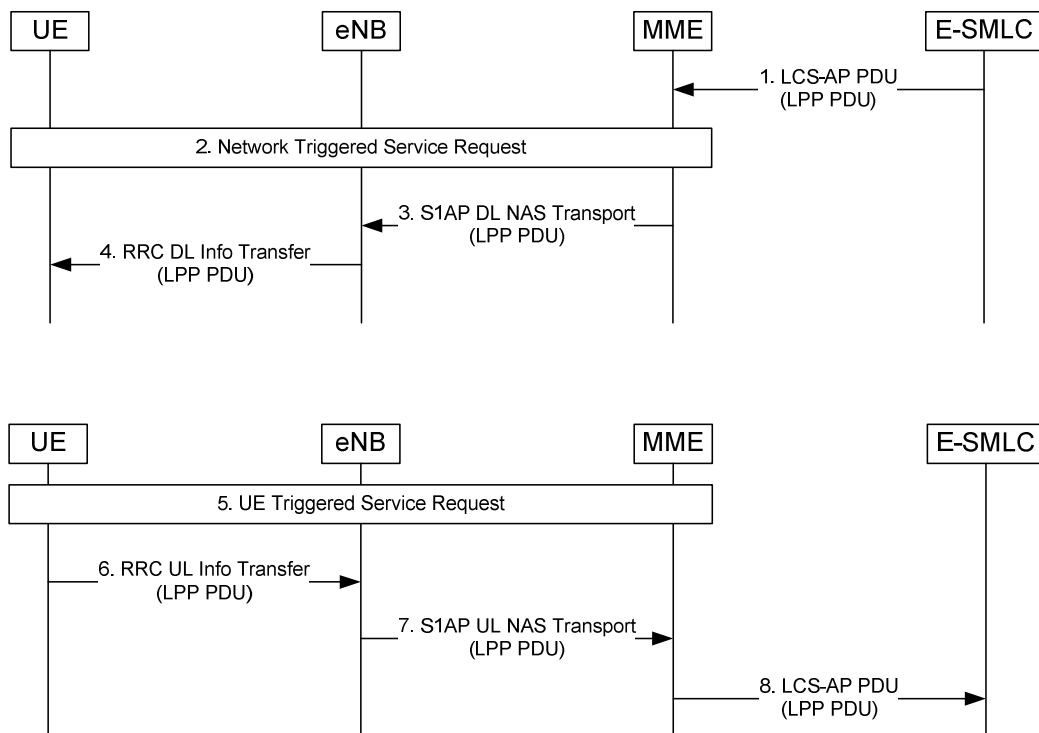 UE
eNB
MME
E-SMLC
1. LCS-AP PDU
(LPP PDU)
2. Network Triggered Service Request
3. S1AP DL NAS Transport
(LPP PDU)
4. RRC DL Info Transfer
(LPP PDU)
UE
eNB
MME
E-SMLC
5. UE Triggered Service Request
6. RRC UL Info Transfer
(LPP PDU)
7. S1AP UL NAS Transport
(LPP PDU)
8. LCS-AP PDU
(LPP PDU)